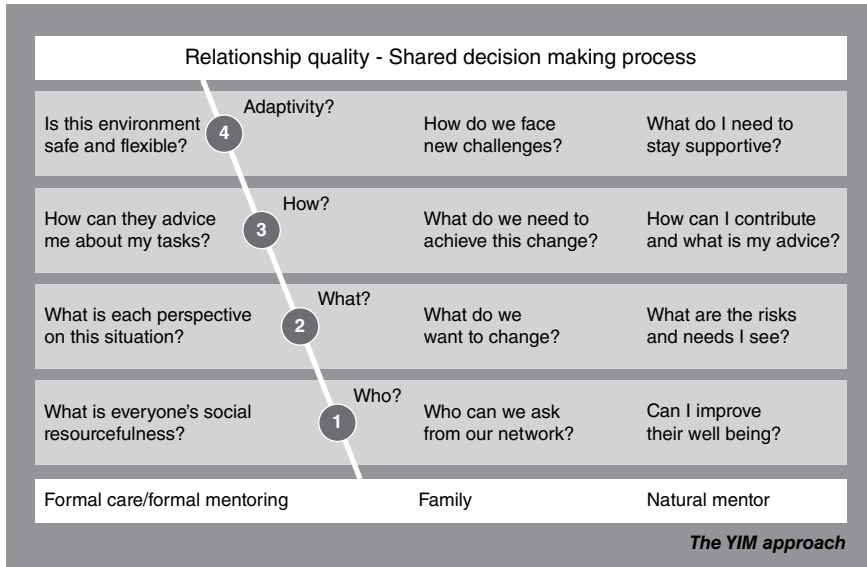 Relationship quality - Shared decision making process
Adaptivity?
Is this environment
safe and flexible?
4
How do we face
new challenges?
What do I need to
stay supportive?
How?
How can they advice
me about my tasks?
3
What do we need to
achieve this change?
How can I contribute
and what is my advice?
What?
What is each perspective
on this situation?
2
What do we
want to change?
What are the risks
and needs I see?
Who?
What is everyone's social
resourcefulness?
1
Who can we ask
from our network?
Can I improve
their well being?
Formal care/formal mentoring
Family
Natural mentor
The YIM approach